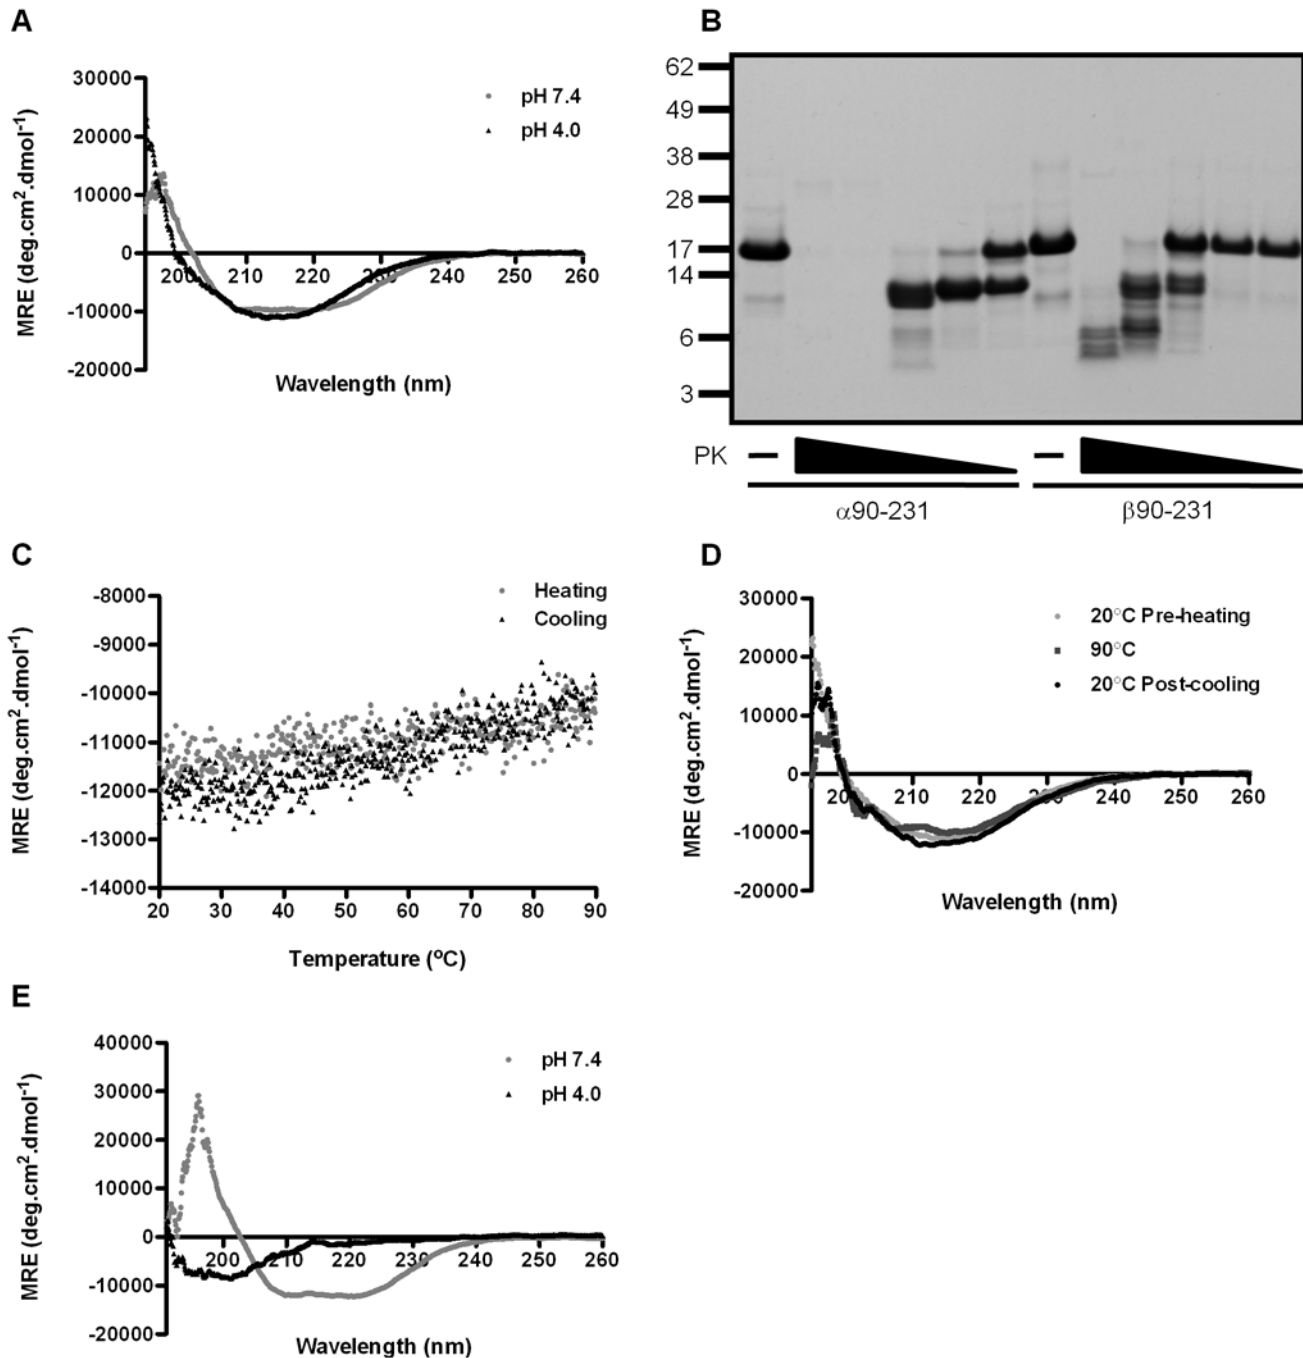 A
30000
20000
10000
0
-10000
-20000
MRE (deg.cm².dmol⁻¹)
200 210 220 230 240 250 260
Wavelength (nm)
pH 7.4
pH 4.0
B
62
49
38
28
17
14
6
3
PK
α90-231 β90-231
C
-8000
-9000
-10000
-11000
-12000
-13000
-14000
MRE (deg.cm².dmol⁻¹)
20 30 40 50 60 70 80 90
Temperature (°C)
Heating
Cooling
D
30000
20000
10000
0
-10000
-20000
MRE (deg.cm².dmol⁻¹)
200 210 220 230 240 250 260
Wavelength (nm)
20°C Pre-heating
90°C
20°C Post-cooling
E
40000
30000
20000
10000
0
-10000
-20000
MRE (deg.cm².dmol⁻¹)
200 210 220 230 240 250 260
Wavelength (nm)
pH 7.4
pH 4.0